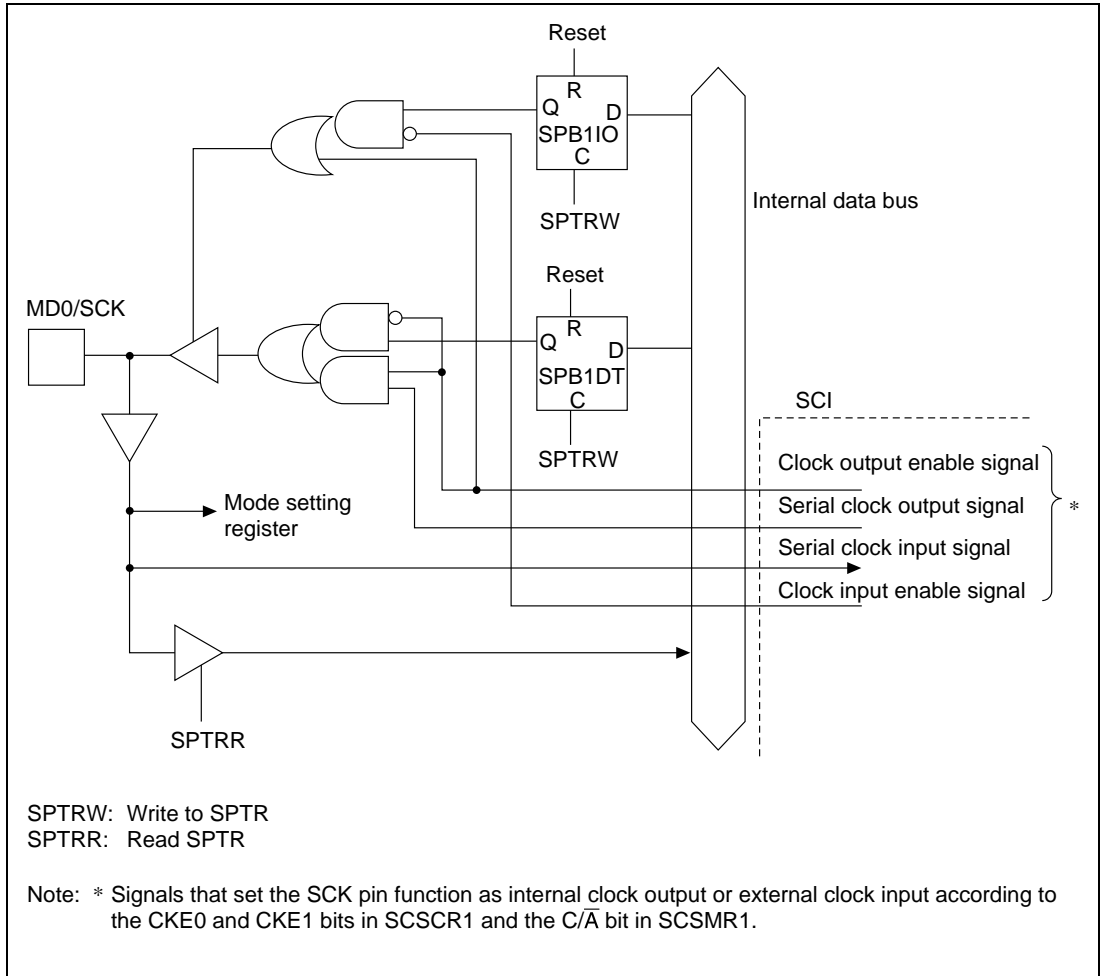 Reset
R
Q
D
SPB1IO
C
SPTRW
Internal data bus
Reset
MD0/SCK
R
Q
D
SPB1DT
C
SCI
SPTRW
Clock output enable signal
Mode setting
register
Serial clock output signal
*
Serial clock input signal
Clock input enable signal
SPTRR
SPTRW: Write to SPTR
SPTRR: Read SPTR
Note: * Signals that set the SCK pin function as internal clock output or external clock input according to
the CKE0 and CKE1 bits in SCSCR1 and the C/A̅ bit in SCSMR1.